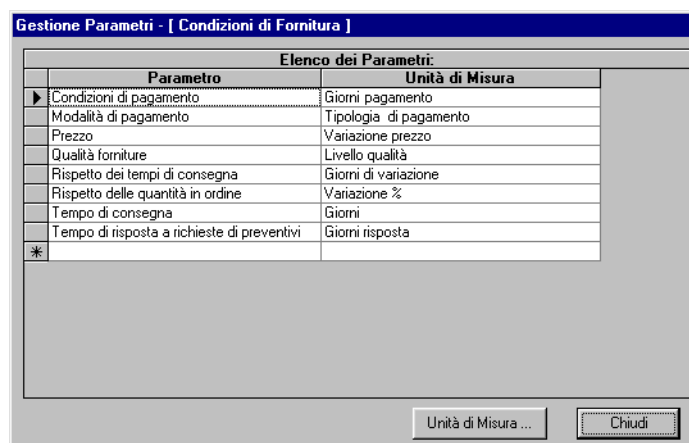 Gestione Parametri - [ Condizioni di Fornitura ]
Elenco dei Parametri:
Parametro Unità di Misura
Condizioni di pagamento Giorni pagamento
Modalità di pagamento Tipologia di pagamento
Prezzo Variazione prezzo
Qualità forniture Livello qualità
Rispetto dei tempi di consegna Giorni di variazione
Rispetto delle quantità in ordine Variazione %
Tempo di consegna Giorni
Tempo di risposta a richieste di preventivi Giorni risposta
Unità di Misura ... Chiudi